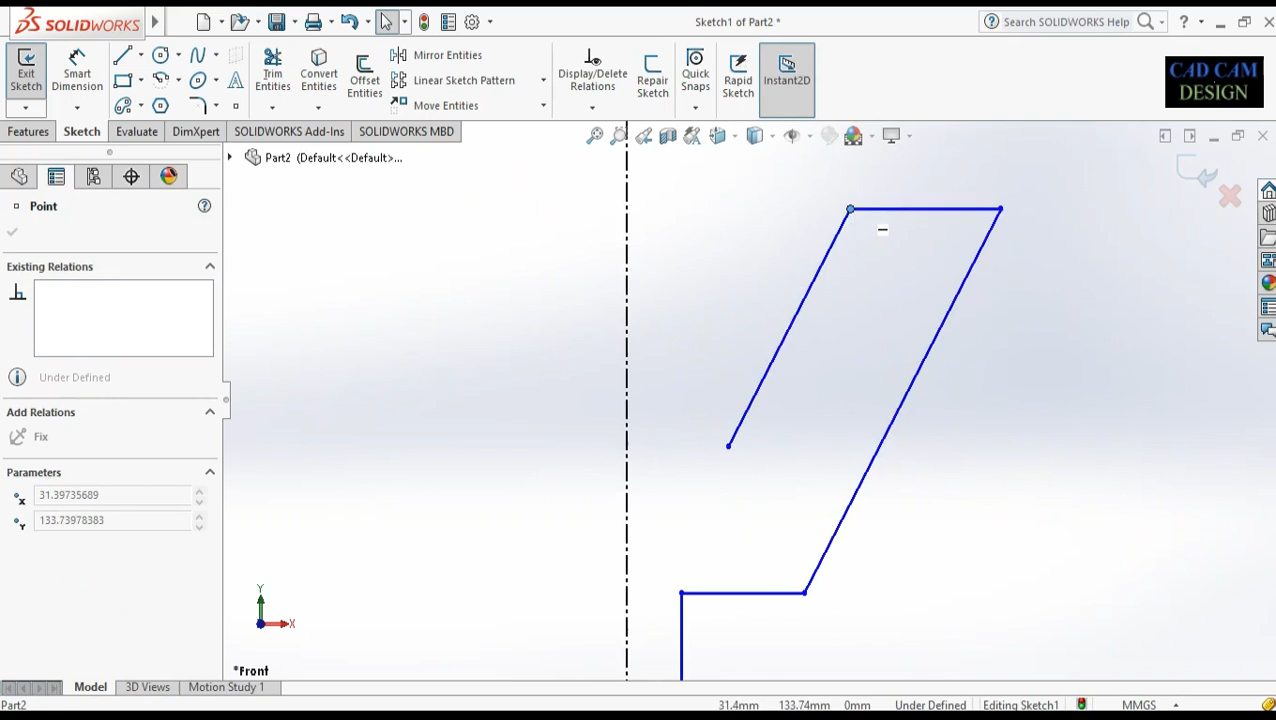 SOLIDWORKS
Sketch1 of Part2 *
Search SOLIDWORKS Help
?
Exit Sketch
Smart Dimension
Trim Entities
Convert Entities
Offset Entities
Mirror Entities
Linear Sketch Pattern
Move Entities
Display/Delete Relations
Repair Sketch
Quick Snaps
Rapid Sketch
Instant2D
CAD CAM
DESIGN
Features Sketch Evaluate DimXpert SOLIDWORKS Add-Ins SOLIDWORKS MBD
Part2 (Default<<Default>...
Point
Existing Relations
Under Defined
Add Relations
Fix
Parameters
31.39735689
133.73978383
Y
X
*Front
Model 3D Views Motion Study 1
Part2 31.4mm 133.74mm 0mm Under Defined Editing Sketch1 MMGS